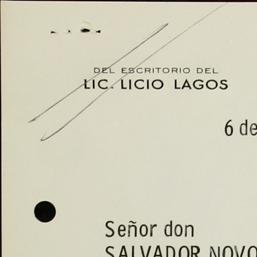 DEL ESCRITORIO DEL
LIC. LICIO LAGOS
6 de
Señor don
SALVADOR NOVO